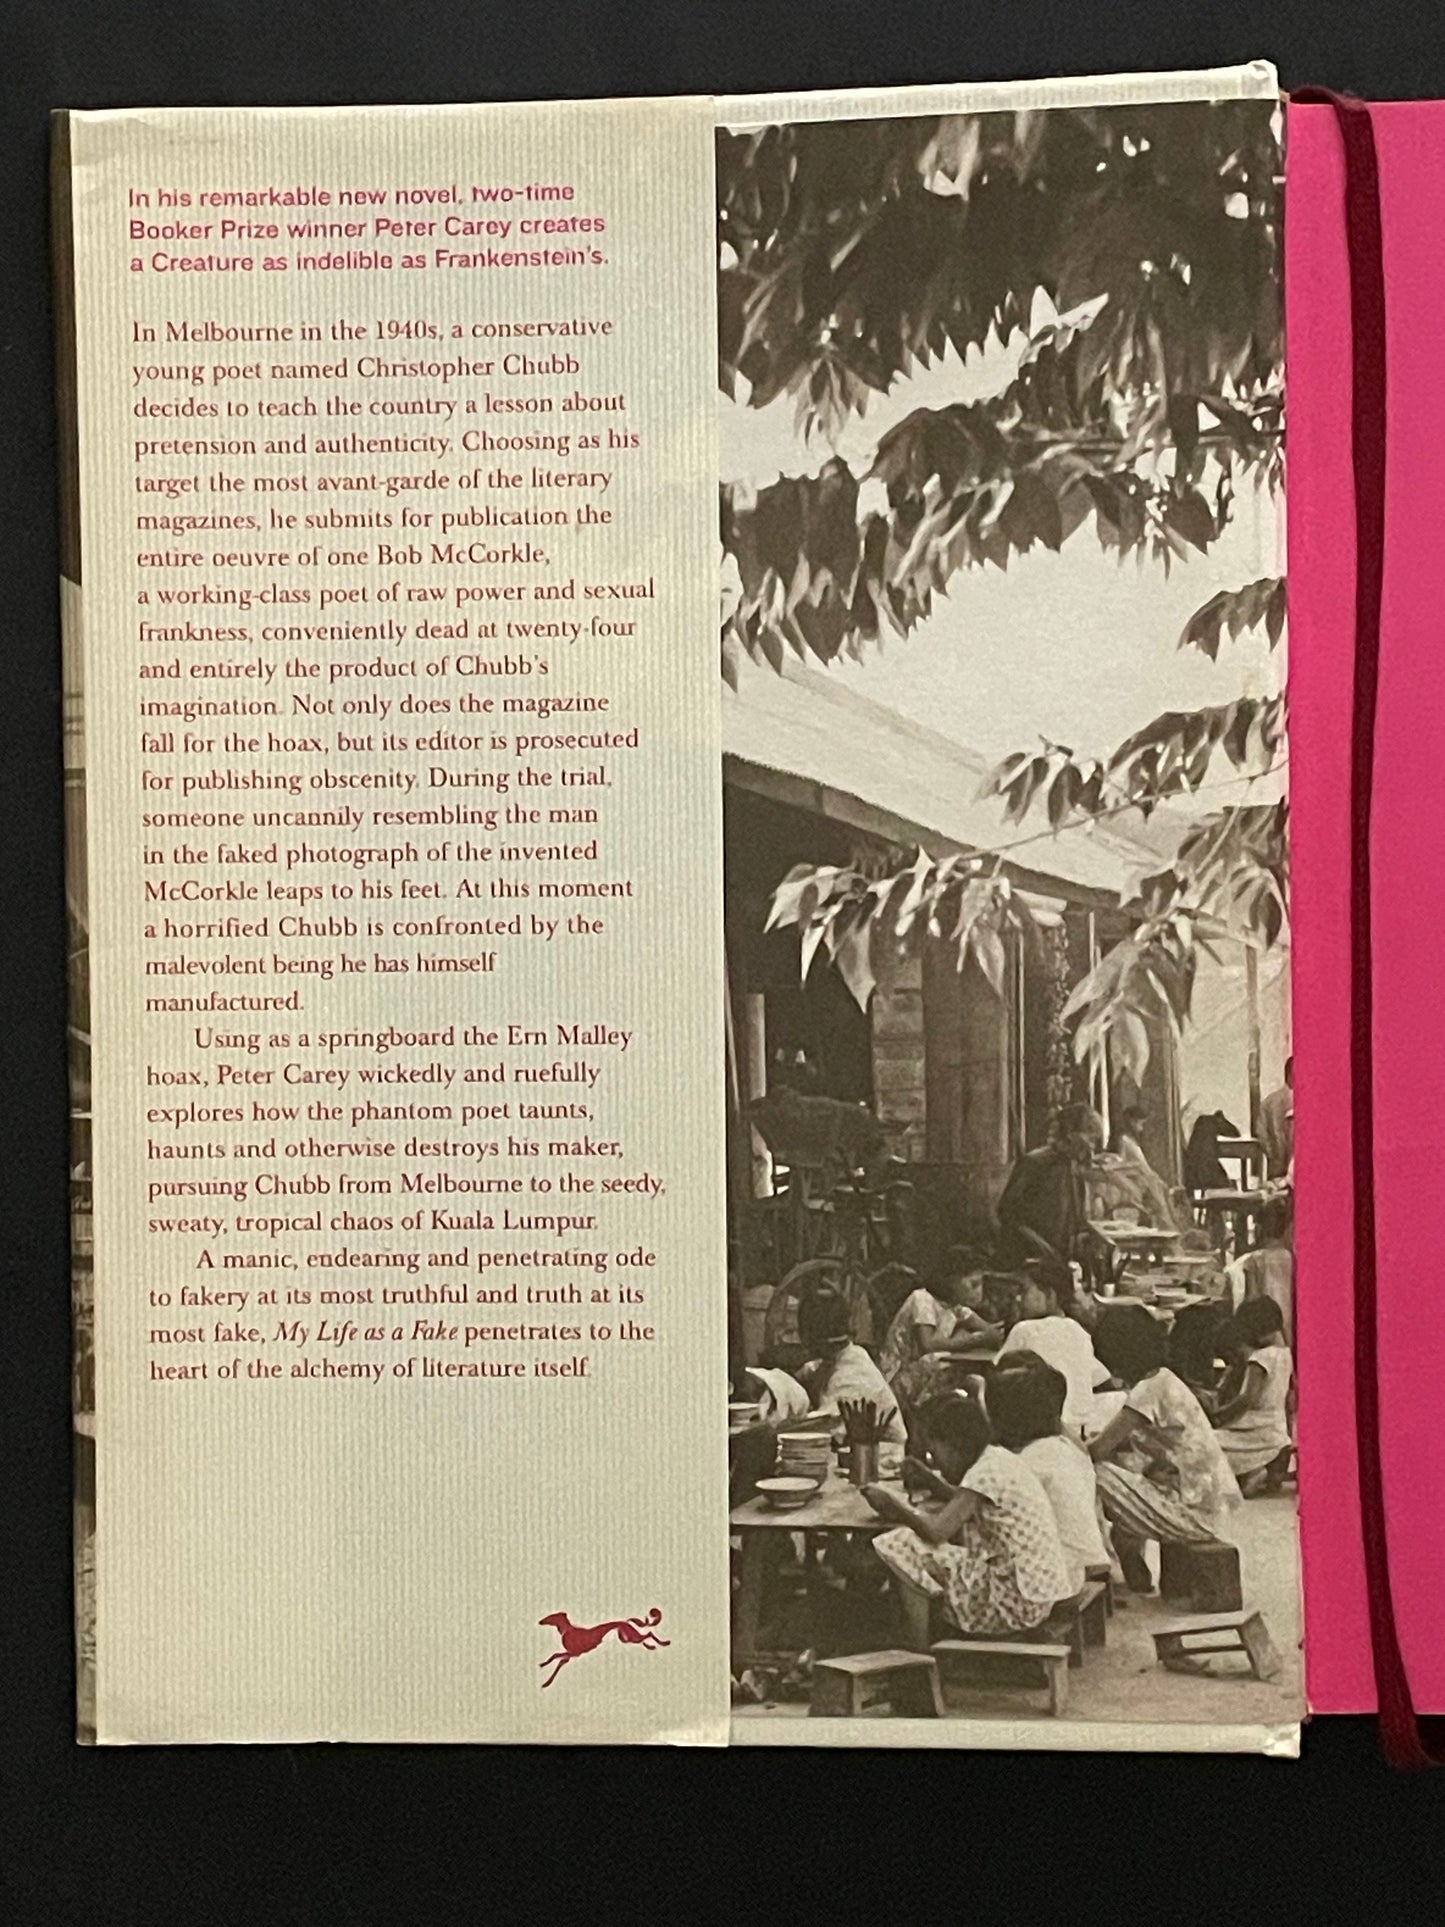 In his remarkable new novel, two-time
Booker Prize winner Peter Carey creates
a Creature as indelible as Frankenstein's.
In Melbourne in the 1940s, a conservative
young poet named Christopher Chubb
decides to teach the country a lesson about
pretension and authenticity. Choosing as his
target the most avant-garde of the literary
magazines, he submits for publication the
entire oeuvre of one Bob McCorkle,
a working-class poet of raw power and sexual
frankness, conveniently dead at twenty-four
and entirely the product of Chubb's
imagination. Not only does the magazine
fall for the hoax, but its editor is prosecuted
for publishing obscenity. During the trial,
someone uncannily resembling the man
in the faked photograph of the invented
McCorkle leaps to his feet. At this moment
a horrified Chubb is confronted by the
malevolent being he has himself
manufactured.
Using as a springboard the Ern Malley
hoax, Peter Carey wickedly and ruefully
explores how the phantom poet taunts,
haunts and otherwise destroys his maker,
pursuing Chubb from Melbourne to the seedy,
sweaty, tropical chaos of Kuala Lumpur.
A manic, endearing and penetrating ode
to fakery at its most truthful and truth at its
most fake, My Life as a Fake penetrates to the
heart of the alchemy of literature itself.